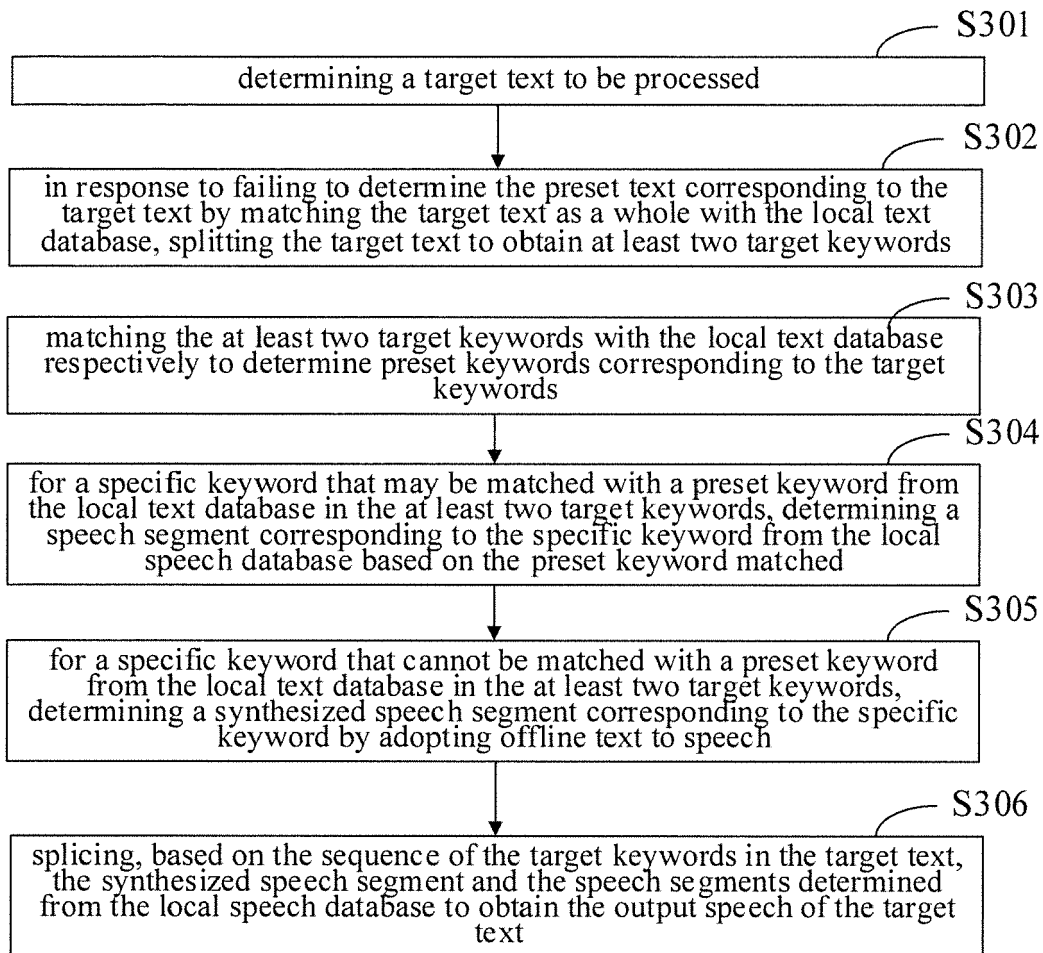 S301
determining a target text to be processed
S302
in response to failing to determine the preset text corresponding to the
target text by matching the target text as a whole with the local text
database, splitting the target text to obtain at least two target keywords
S303
matching the at least two target keywords with the local text database
respectively to determine preset keywords corresponding to the target
keywords
S304
for a specific keyword that may be matched with a preset keyword from
the local text database in the at least two target keywords, determining a
speech segment corresponding to the specific keyword from the local
speech database based on the preset keyword matched
S305
for a specific keyword that cannot be matched with a preset keyword
from the local text database in the at least two target keywords,
determining a synthesized speech segment corresponding to the specific
keyword by adopting offline text to speech
S306
splicing, based on the sequence of the target keywords in the target text,
the synthesized speech segment and the speech segments determined
from the local speech database to obtain the output speech of the target
text